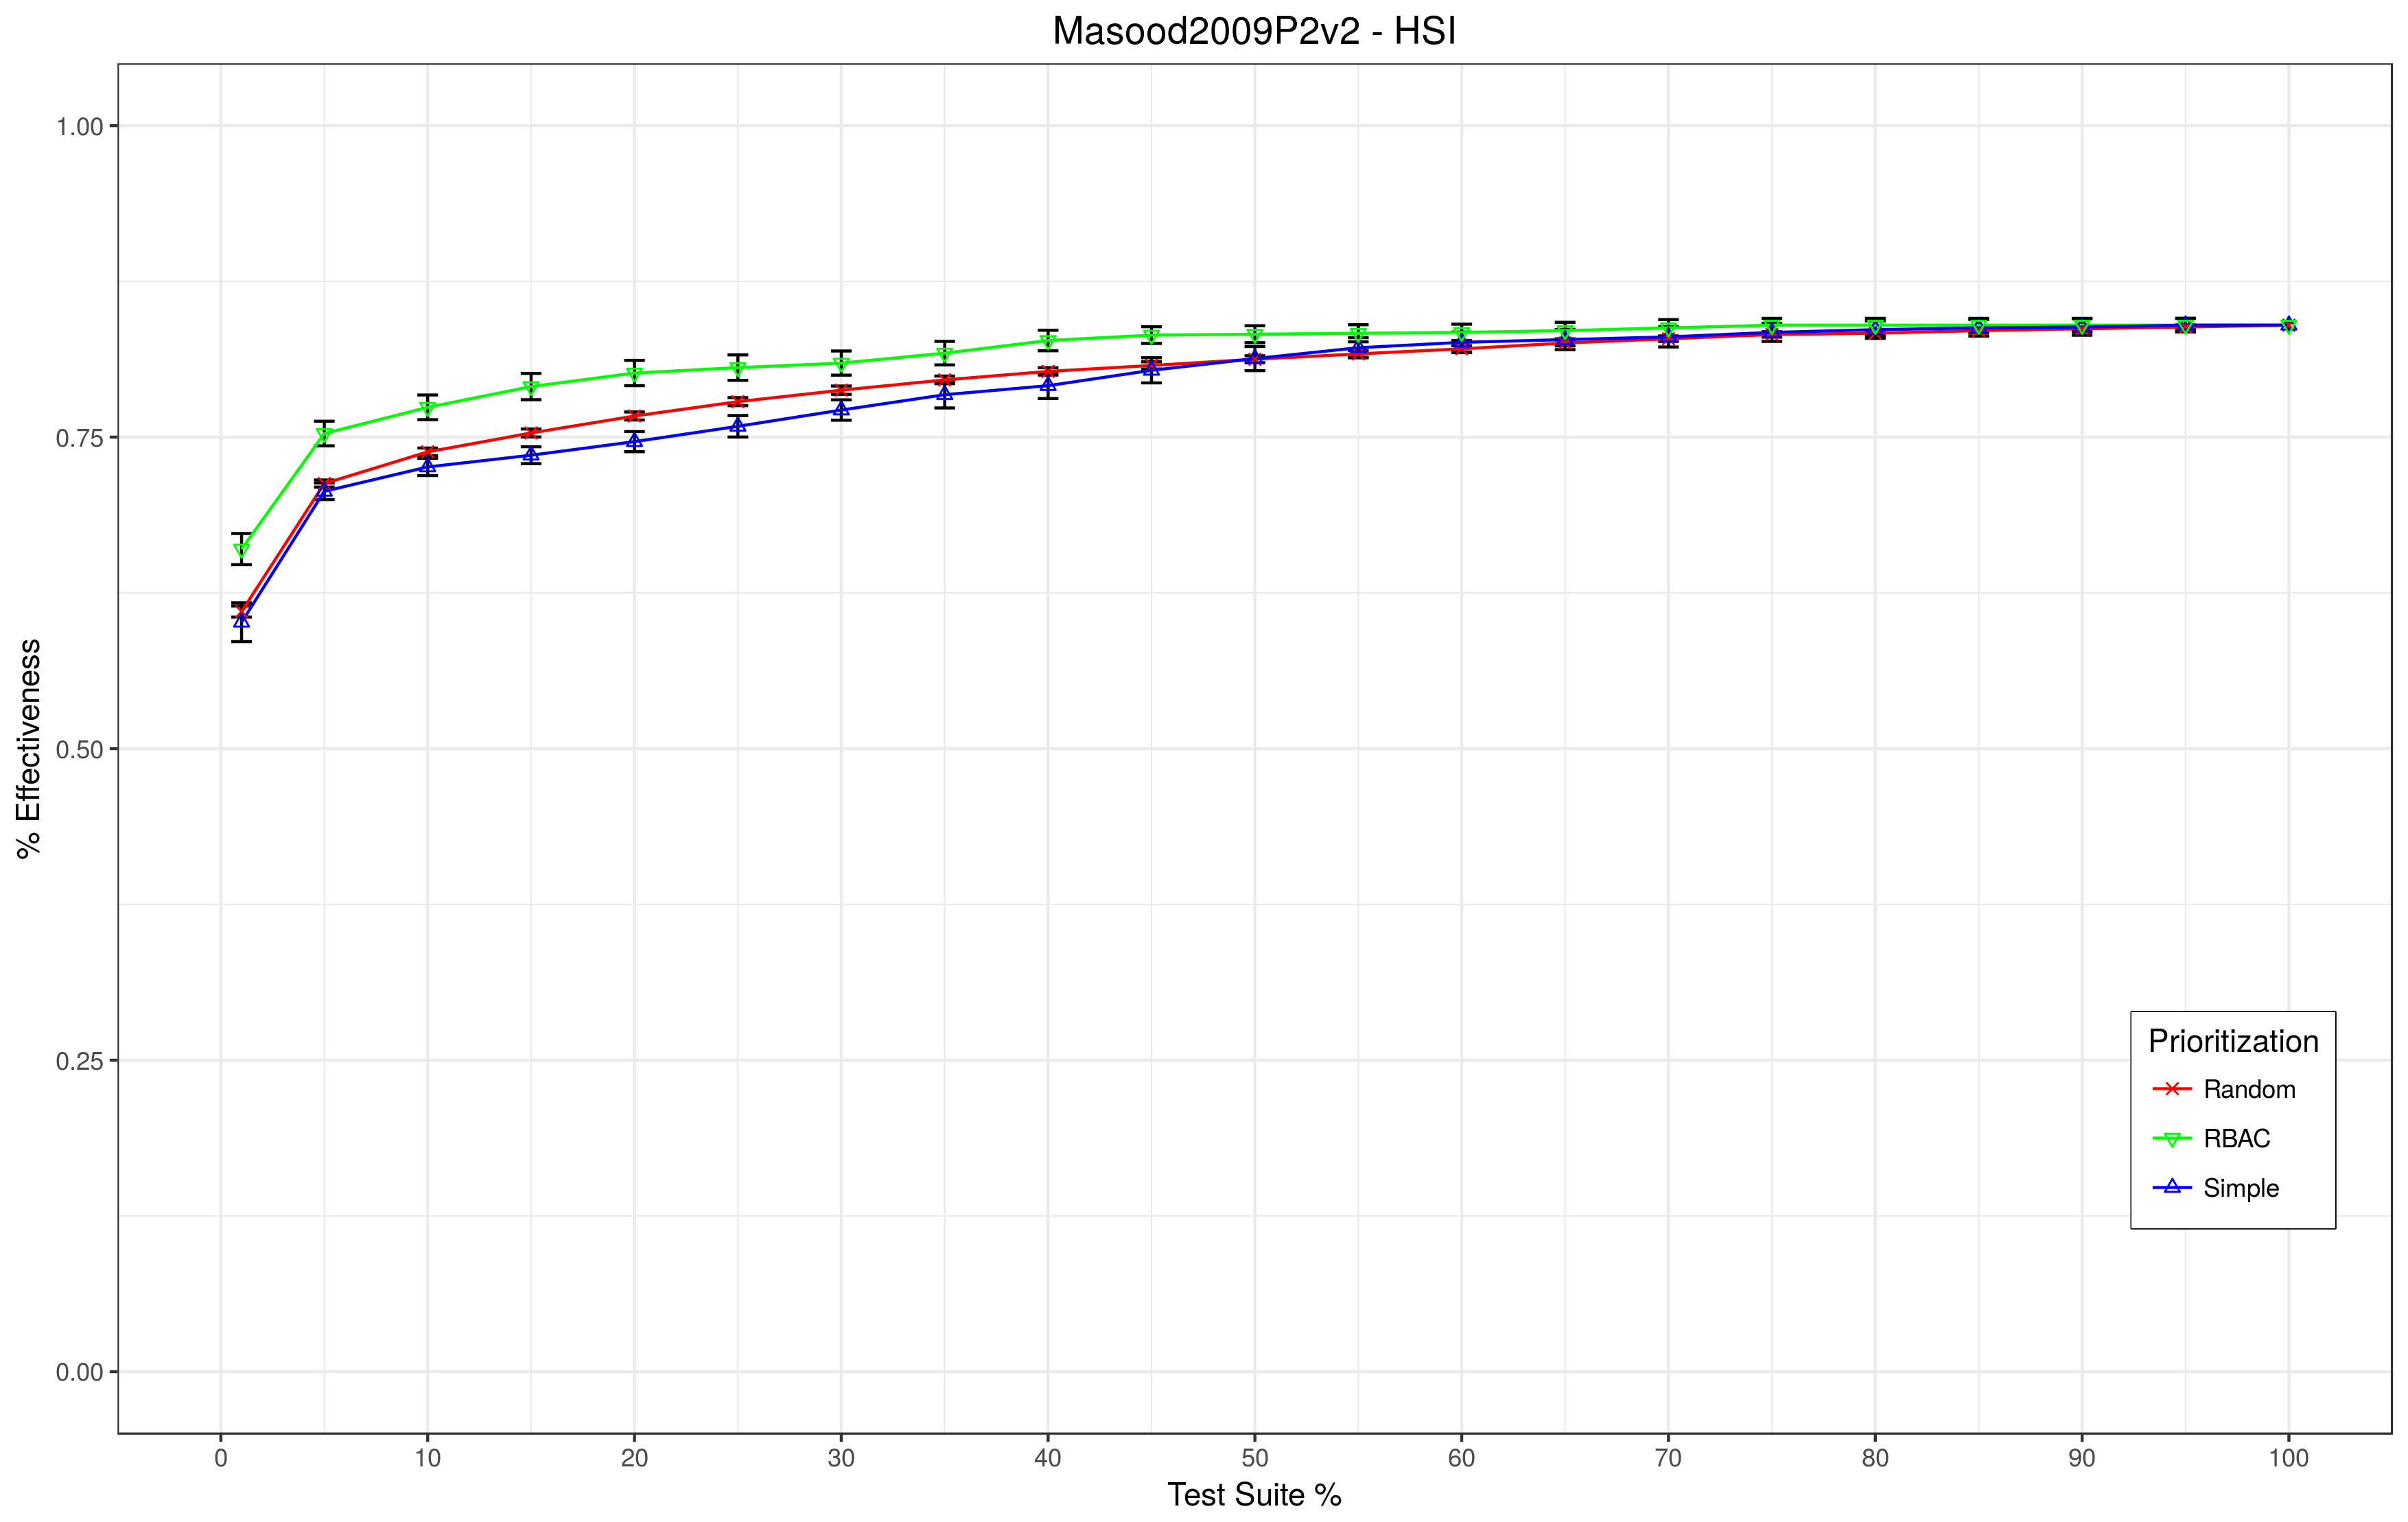 Masood2009P2v2 - HSI
% Effectiveness
1.00
0.75
0.50
0.25
0.00
Prioritization
Random
RBAC
Simple
0 10 20 30 40 50 60 70 80 90 100
Test Suite %